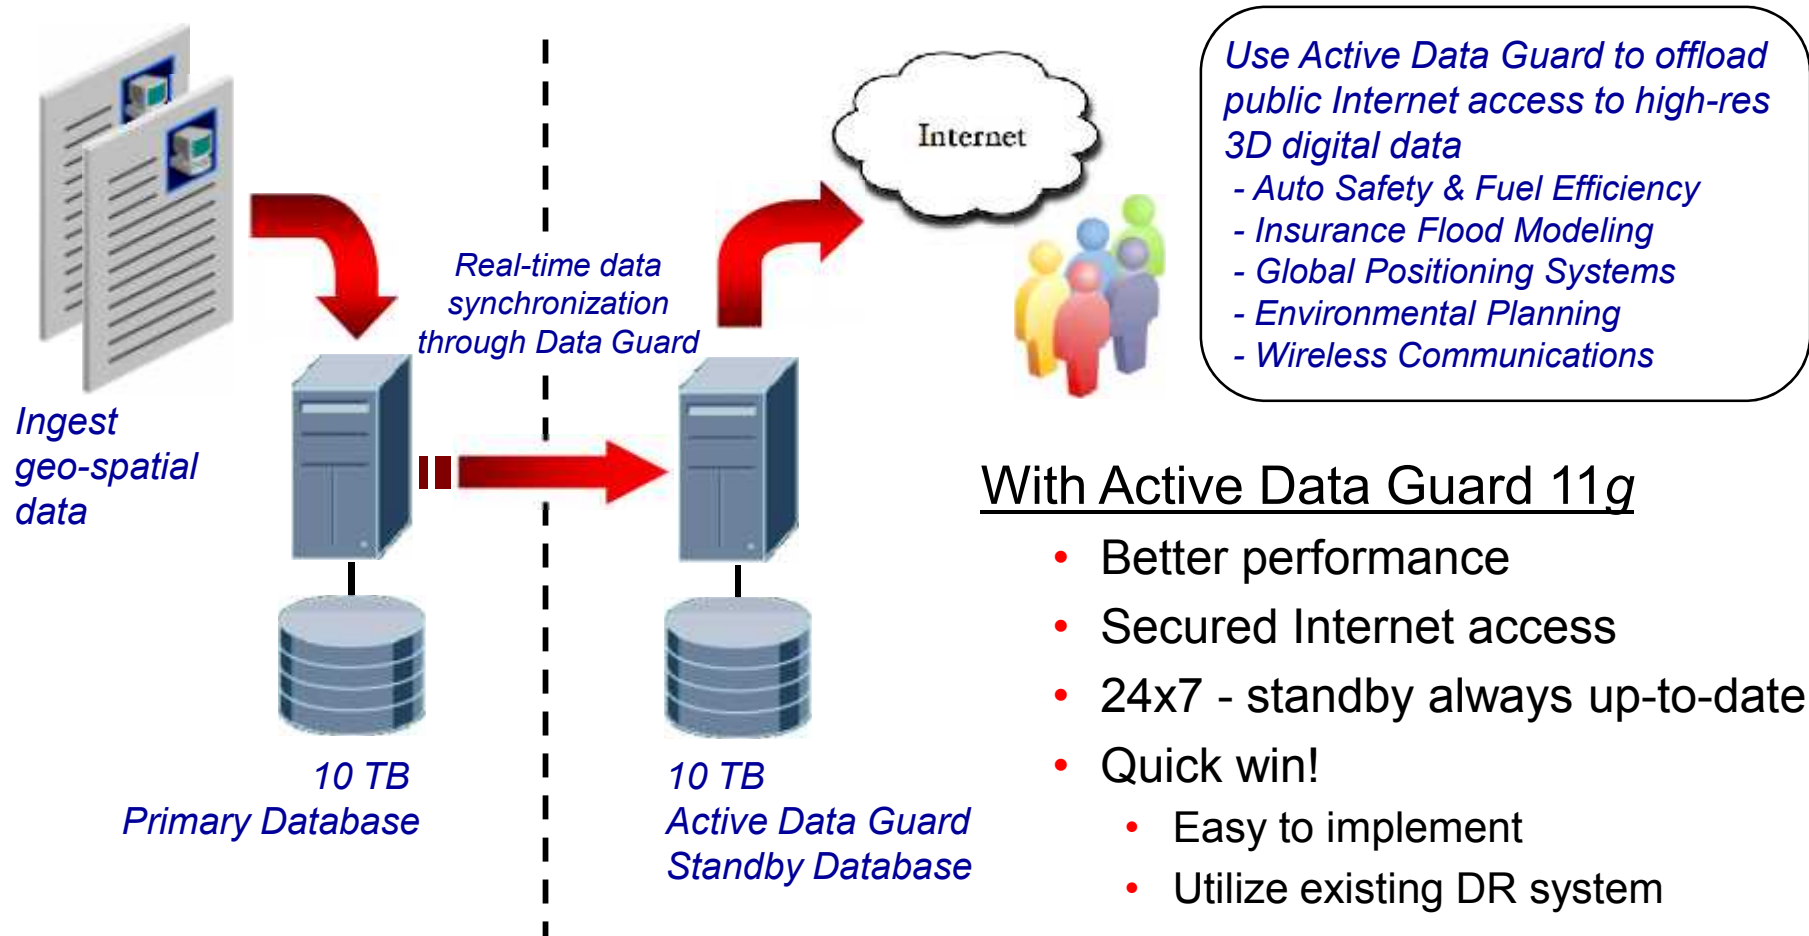 Ingest
geo-spatial
data
Real-time data
synchronization
through Data Guard
10 TB
Primary Database
10 TB
Active Data Guard
Standby Database
Internet
Use Active Data Guard to offload
public Internet access to high-res
3D digital data
- Auto Safety & Fuel Efficiency
- Insurance Flood Modeling
- Global Positioning Systems
- Environmental Planning
- Wireless Communications
With Active Data Guard 11g
• Better performance
• Secured Internet access
• 24x7 - standby always up-to-date
• Quick win!
• Easy to implement
• Utilize existing DR system